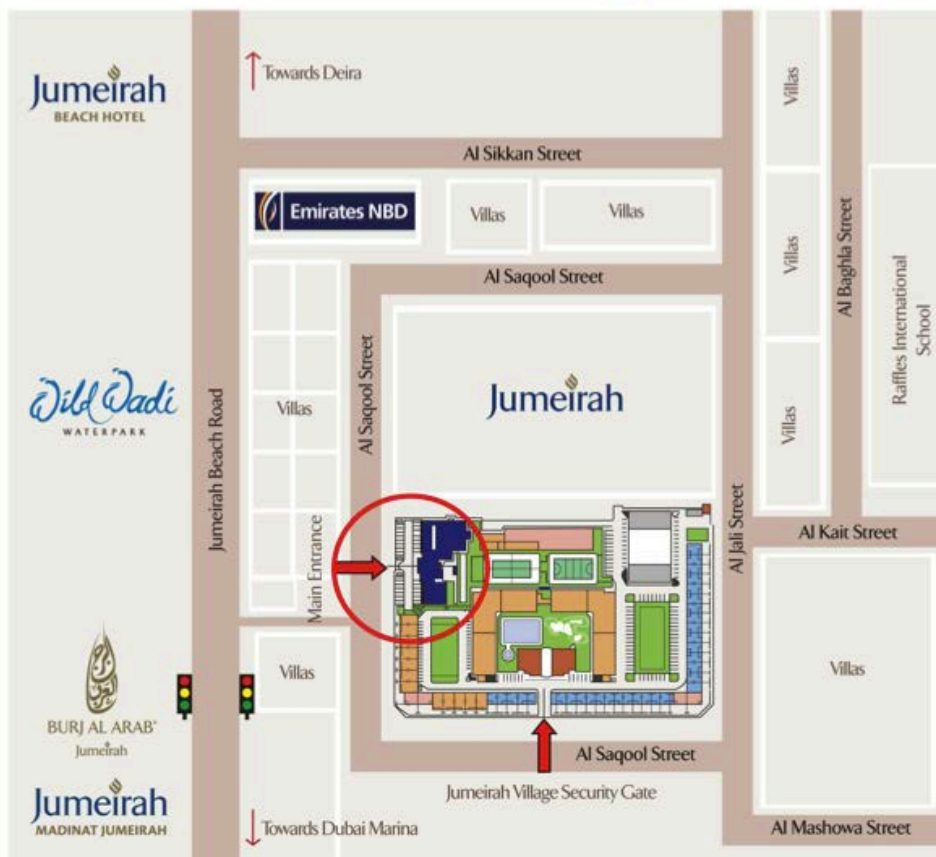 Jumeirah
BEACH HOTEL
Towards Deira
Al Sikkan Street
Emirates NBD
Villas
Villas
Al Saqool Street
Villas
Villas
Villas
Al Baghla Street
Raffles International
School
Wild Wadi
WATERPARK
Jumeirah Beach Road
Villas
Al Saqool Street
Jumeirah
Al Jali Street
Al Kait Street
Main Entrance
Villas
BURJ AL ARAB
Jumeirah
Villas
Al Saqool Street
Jumeirah Village Security Gate
Jumeirah
MADINAT JUMEIRAH
Towards Dubai Marina
Al Mashowa Street